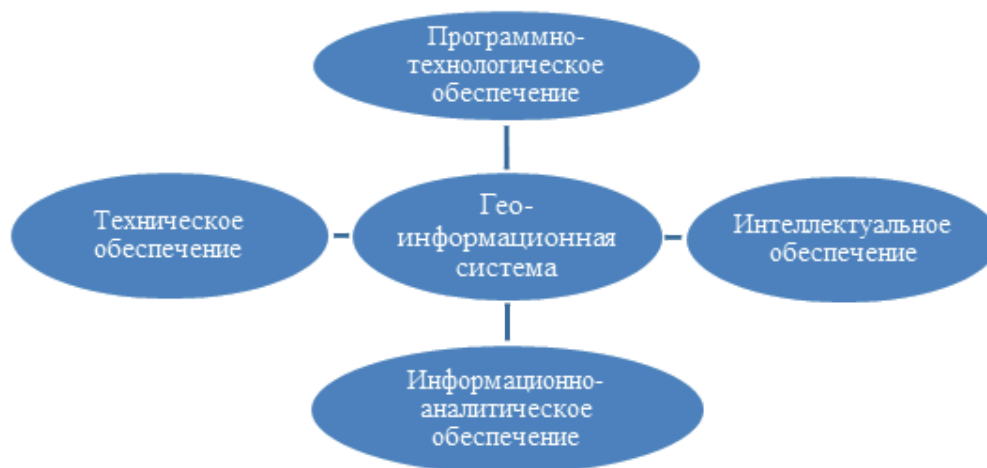 Программно-
технологическое
обеспечение
Техническое
обеспечение
Гео-
информационная
система
Интеллектуальное
обеспечение
Информационно-
аналитическое
обеспечение